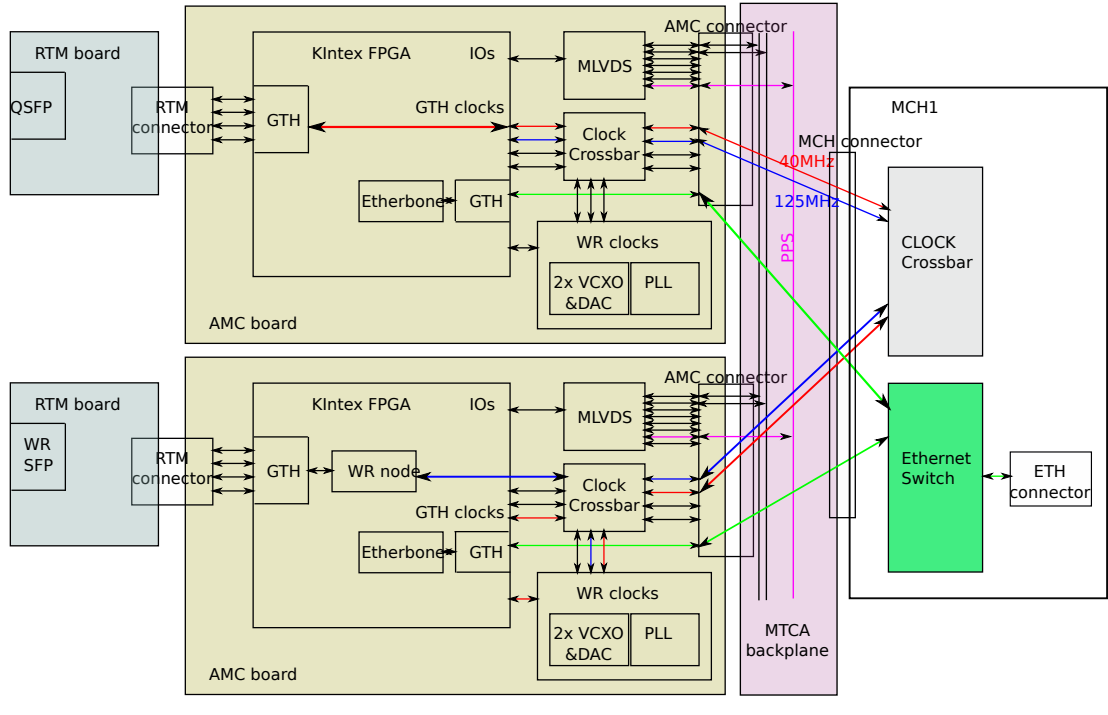 RTM board
QSFP
RTM
connector
KIntex FPGA
IOs
GTH
GTH clocks
Etherbone
GTH
MLVDS
Clock
Crossbar
WR clocks
2x VCXO
&DAC
PLL
AMC board
AMC connector
40MHz
125MHz
PPS
MCH connector
MCH1
CLOCK
Crossbar
RTM board
WR
SFP
RTM
connector
KIntex FPGA
IOs
GTH
WR node
GTH clocks
Etherbone
GTH
MLVDS
Clock
Crossbar
WR clocks
2x VCXO
&DAC
PLL
AMC board
AMC connector
MTCA
backplane
Ethernet
Switch
ETH
connector